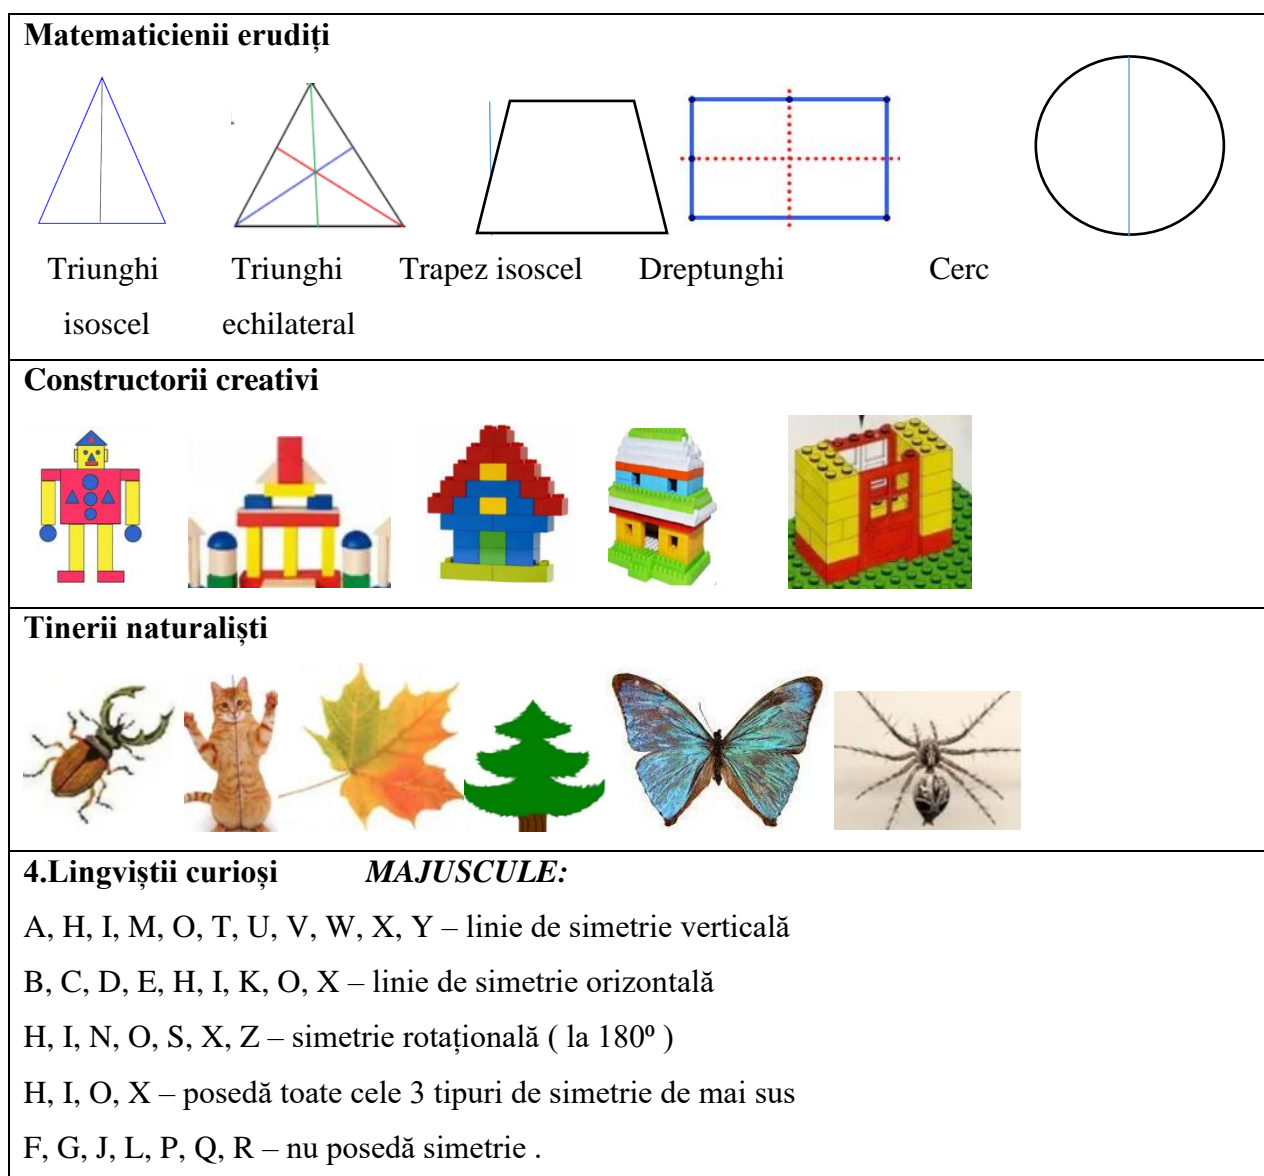 Matematicienii erudiți
Triunghi Triunghi Trapez isoscel Dreptunghi Cerc
isoscel echilateral
Constructorii creativi
Tinerii naturaliști
4.Lingviștii curioși MAJUSCULE:
A, H, I, M, O, T, U, V, W, X, Y – linie de simetrie verticală
B, C, D, E, H, I, K, O, X – linie de simetrie orizontală
H, I, N, O, S, X, Z – simetrie rotațională ( la 180º )
H, I, O, X – posedă toate cele 3 tipuri de simetrie de mai sus
F, G, J, L, P, Q, R – nu posedă simetrie .